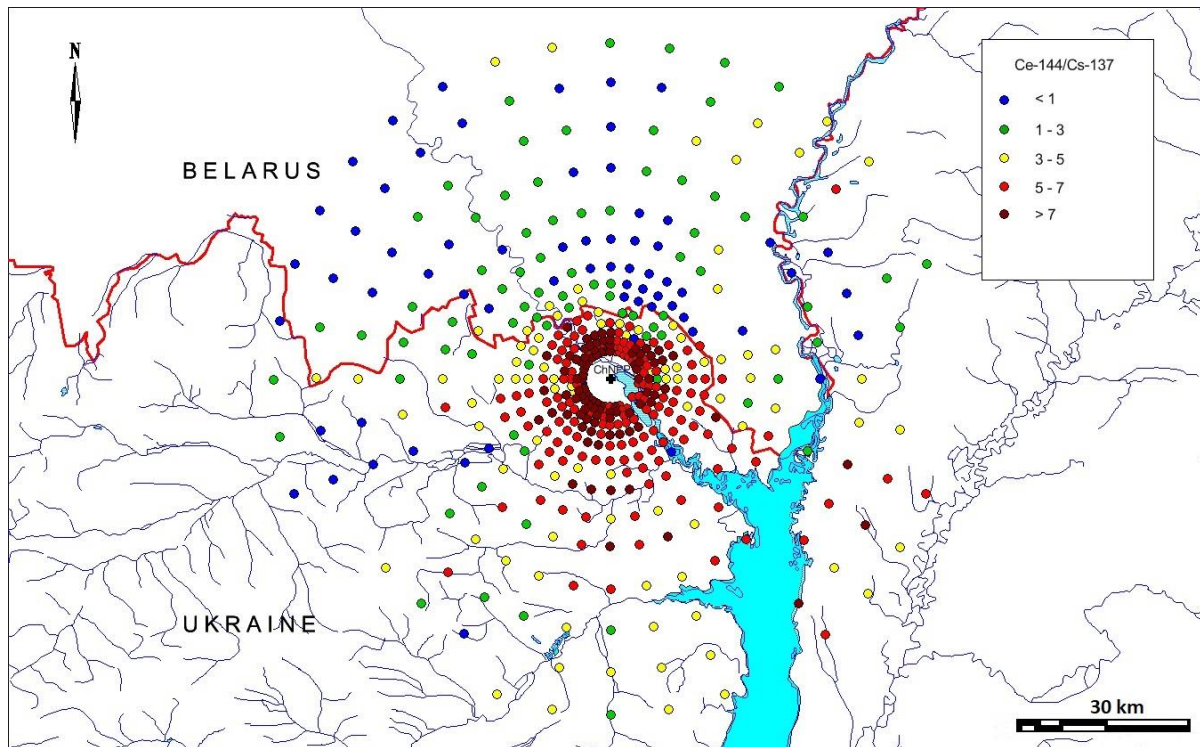 N
Ce-144/Cs-137
< 1
1 - 3
3 - 5
5 - 7
> 7
BELARUS
ChNPP
UKRAINE
30 km